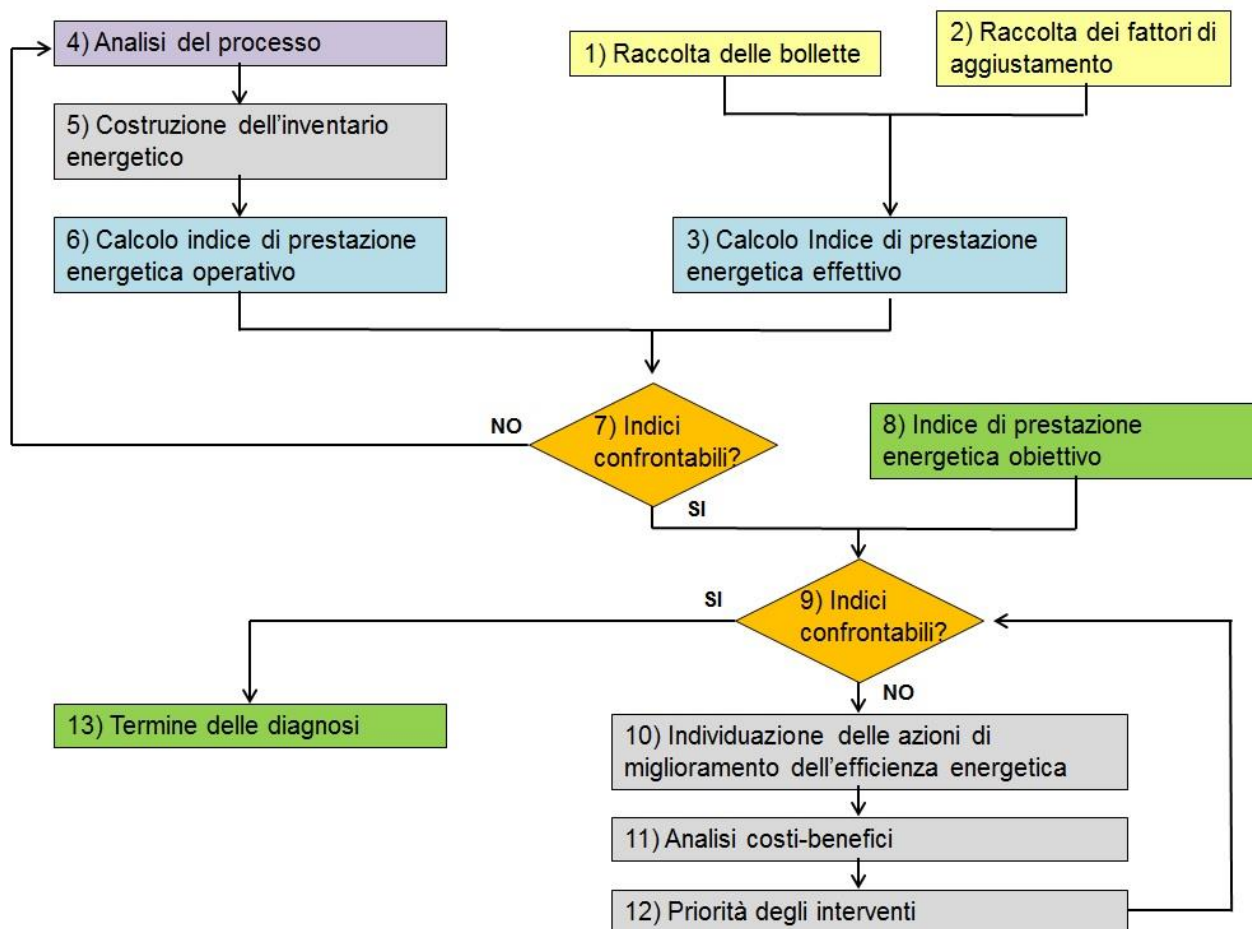 4) Analisi del processo
1) Raccolta delle bollette
2) Raccolta dei fattori di
aggiustamento
5) Costruzione dell'inventario
energetico
6) Calcolo indice di prestazione
energetica operativo
3) Calcolo Indice di prestazione
energetica effettivo
NO
7) Indici
confrontabili?
SI
8) Indice di prestazione
energetica obiettivo
SI
9) Indici
confrontabili?
NO
13) Termine delle diagnosi
10) Individuazione delle azioni di
miglioramento dell'efficienza energetica
11) Analisi costi-benefici
12) Priorità degli interventi